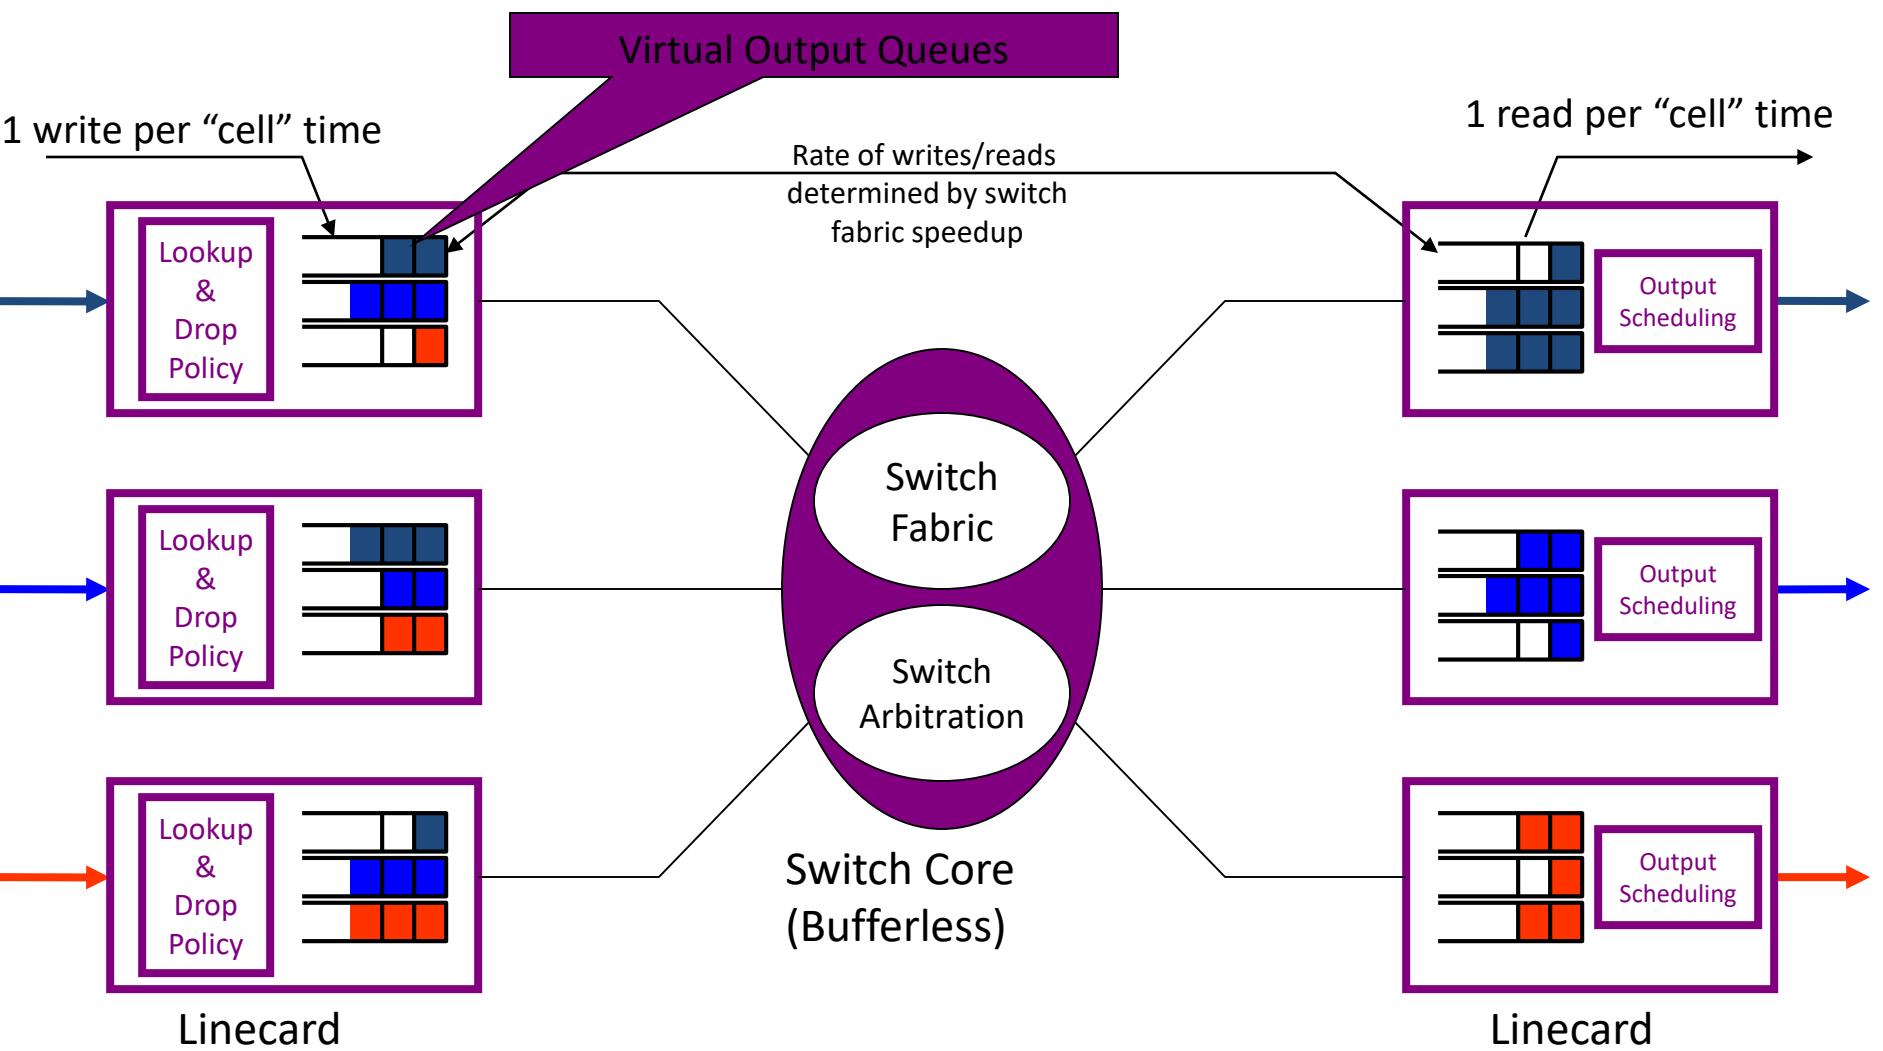 Virtual Output Queues
1 write per “cell” time
1 read per “cell” time
Rate of writes/reads
determined by switch
fabric speedup
Lookup
&
Drop
Policy
Output
Scheduling
Switch
Fabric
Lookup
&
Drop
Policy
Output
Scheduling
Switch
Arbitration
Lookup
&
Drop
Policy
Output
Scheduling
Switch Core
(Bufferless)
Linecard
Linecard